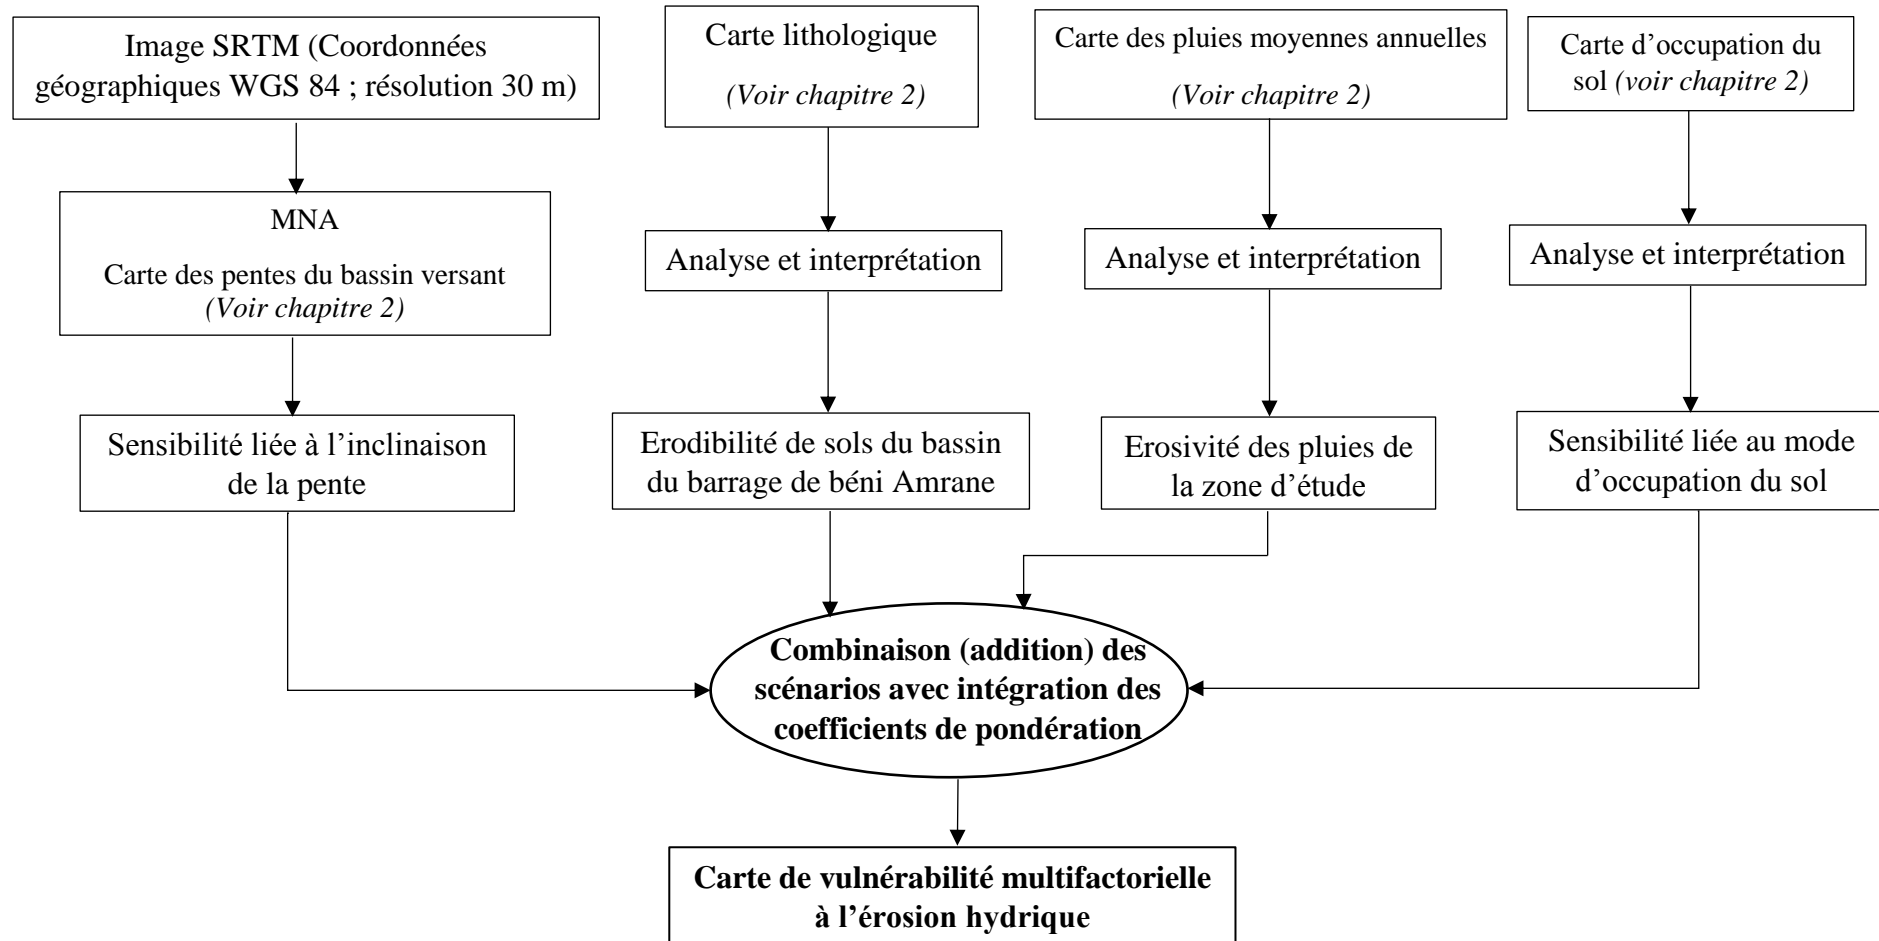 Image SRTM (Coordonnées
géographiques WGS 84 ; résolution 30 m)
Carte lithologique
(Voir chapitre 2)
Carte des pluies moyennes annuelles
(Voir chapitre 2)
Carte d’occupation du
sol (voir chapitre 2)
MNA
Carte des pentes du bassin versant
(Voir chapitre 2)
Analyse et interprétation
Analyse et interprétation
Analyse et interprétation
Sensibilité liée à l’inclinaison
de la pente
Erodibilité de sols du bassin
du barrage de béni Amrane
Erosivité des pluies de
la zone d’étude
Sensibilité liée au mode
d’occupation du sol
Combinaison (addition) des
scénarios avec intégration des
coefficients de pondération
Carte de vulnérabilité multifactorielle
à l’érosion hydrique